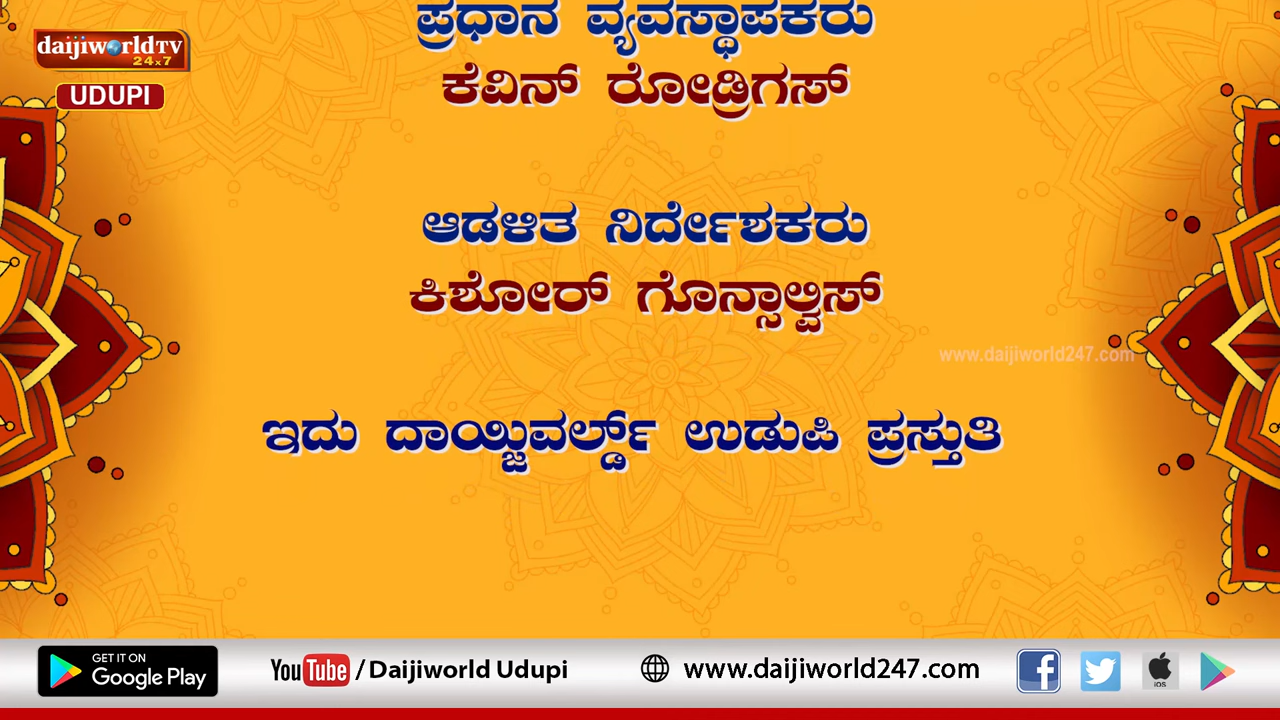 ಪ್ರಧಾನ ವ್ಯವಸ್ಥಾಪಕರು
daijiworldTV
24x7
UDUPI
ಕೆವಿನ್ ರೋಡ್ರಿಗಸ್
ಆಡಳಿತ ನಿರ್ದೇಶಕರು
ಕಿಶೋರ್ ಗೊನ್ಸಾಲ್ವಿಸ್
www.daijiworld247.com
ಇದು ದಾಯ್ಜಿವರ್ಲ್ಡ್ ಉಡುಪಿ ಪ್ರಸ್ತುತಿ
GET IT ON
Google Play
YouTube / Daijiworld Udupi
www.daijiworld247.com
iOS